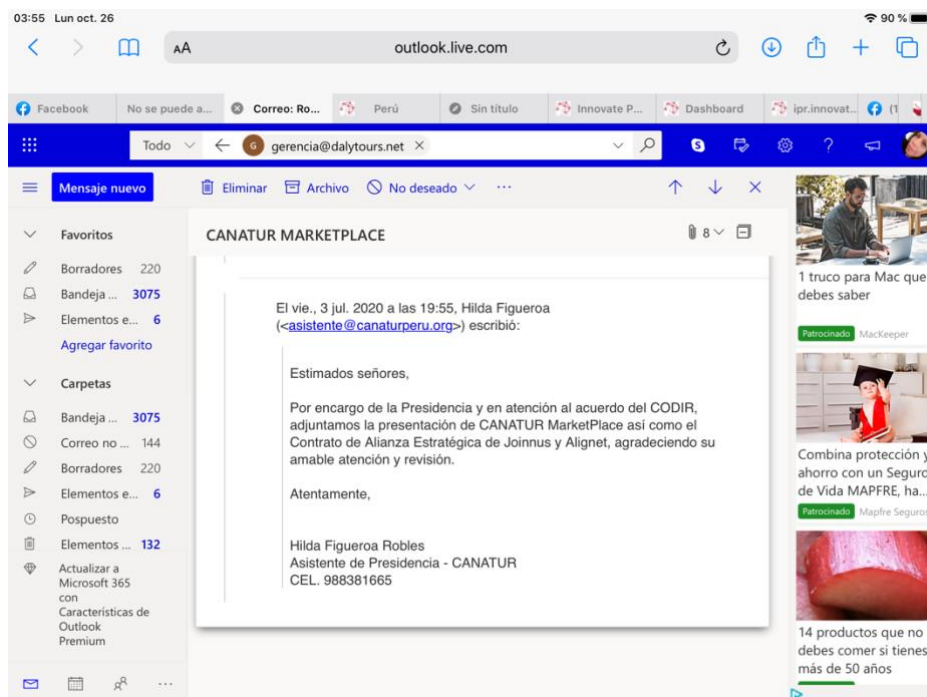 03:55 Lun oct. 26
90 %
AA
outlook.live.com
Facebook
No se puede a...
Correo: Ro...
Perú
Sin título
Innovate P...
Dashboard
ipr.innovat...
(1
Todo
G gerencia@dalytours.net
Mensaje nuevo
Eliminar
Archivo
No deseado
...
Favoritos
Borradores 220
Bandeja ... 3075
Elementos e... 6
Agregar favorito
Carpetas
Bandeja ... 3075
Correo no ... 144
Borradores 220
Elementos e... 6
Pospuesto
Elementos ... 132
Actualizar a
Microsoft 365
con
Características de
Outlook
Premium
CANATUR MARKETPLACE
8
El vie., 3 jul. 2020 a las 19:55, Hilda Figueroa
(<asistente@canaturperu.org>) escribió:
Estimados señores,
Por encargo de la Presidencia y en atención al acuerdo del CODIR,
adjuntamos la presentación de CANATUR MarketPlace así como el
Contrato de Alianza Estratégica de Joinnus y Alignet, agradeciendo su
amable atención y revisión.
Atentamente,
Hilda Figueroa Robles
Asistente de Presidencia - CANATUR
CEL. 988381665
1 truco para Mac que
debes saber
Patrocinado MacKeeper
Combina protección y
ahorro con un Seguro
de Vida MAPFRE, ha...
Patrocinado Mapfre Seguros
14 productos que no
debes comer si tienes
más de 50 años